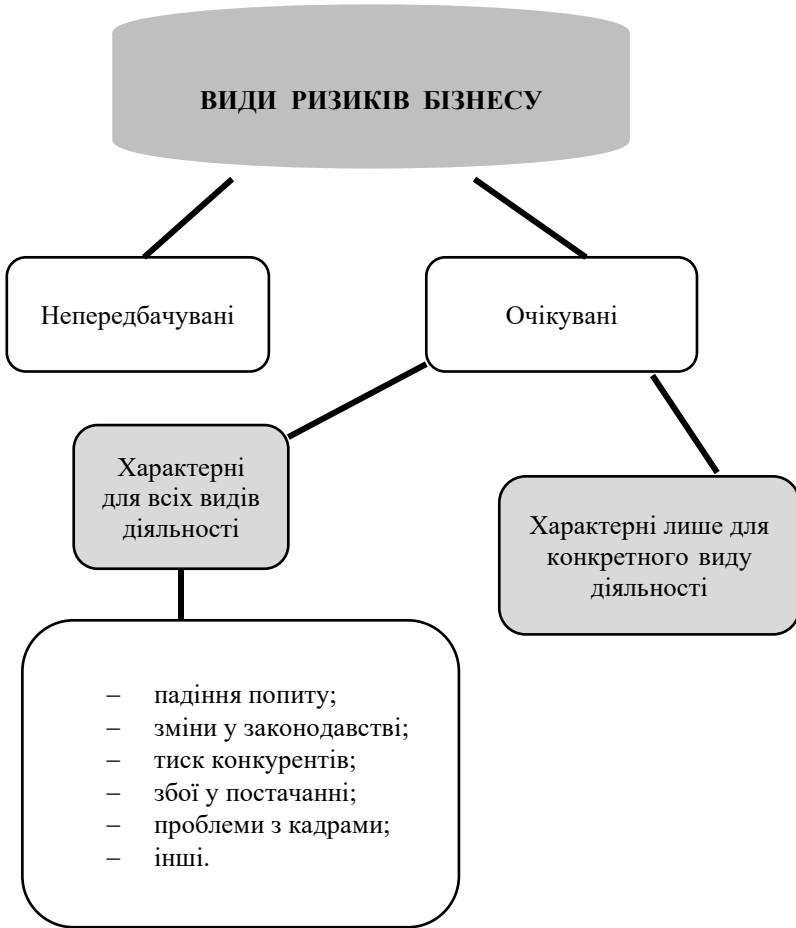 ВИДИ РИЗИКІВ БІЗНЕСУ
Непередбачувані
Очікувані
Характерні
для всіх видів
діяльності
Характерні лише для
конкретного виду
діяльності
– падіння попиту;
– зміни у законодавстві;
– тиск конкурентів;
– збої у постачанні;
– проблеми з кадрами;
– інші.